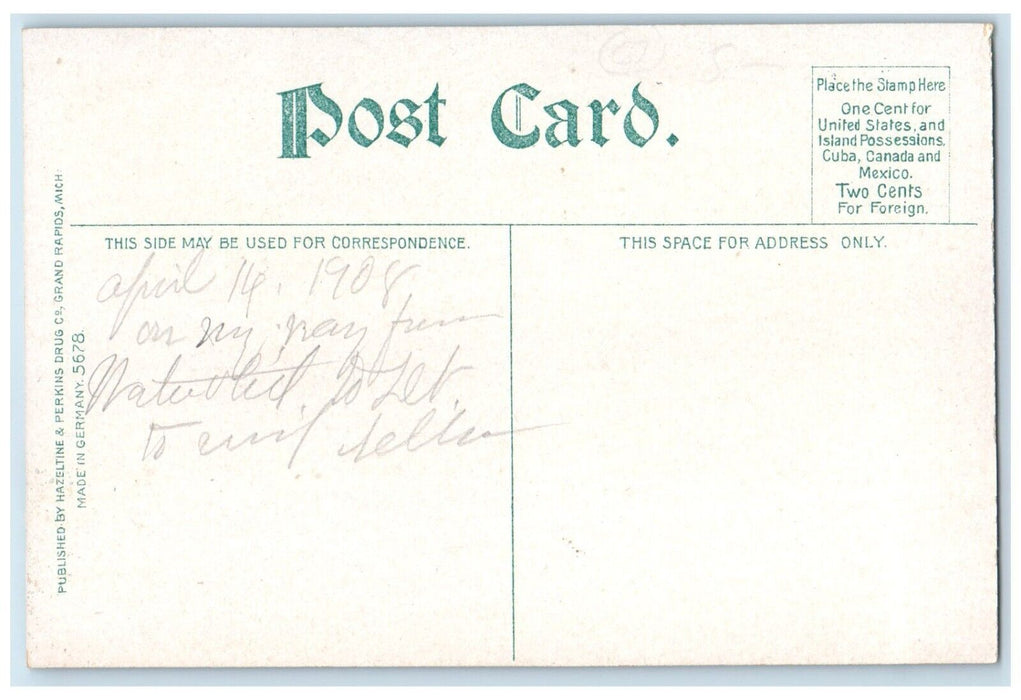 Post Card.
Place the Stamp Here
One Cent for
United States, and
Island Possessions,
Cuba, Canada and
Mexico.
Two Cents
For Foreign.
THIS SIDE MAY BE USED FOR CORRESPONDENCE.
THIS SPACE FOR ADDRESS ONLY.
april 14. 1908
on my way from
to
to
PUBLISHED BY HAZELTINE & PERKINS DRUG CO, GRAND RAPIDS, MICH.
MADE IN GERMANY. 5678.